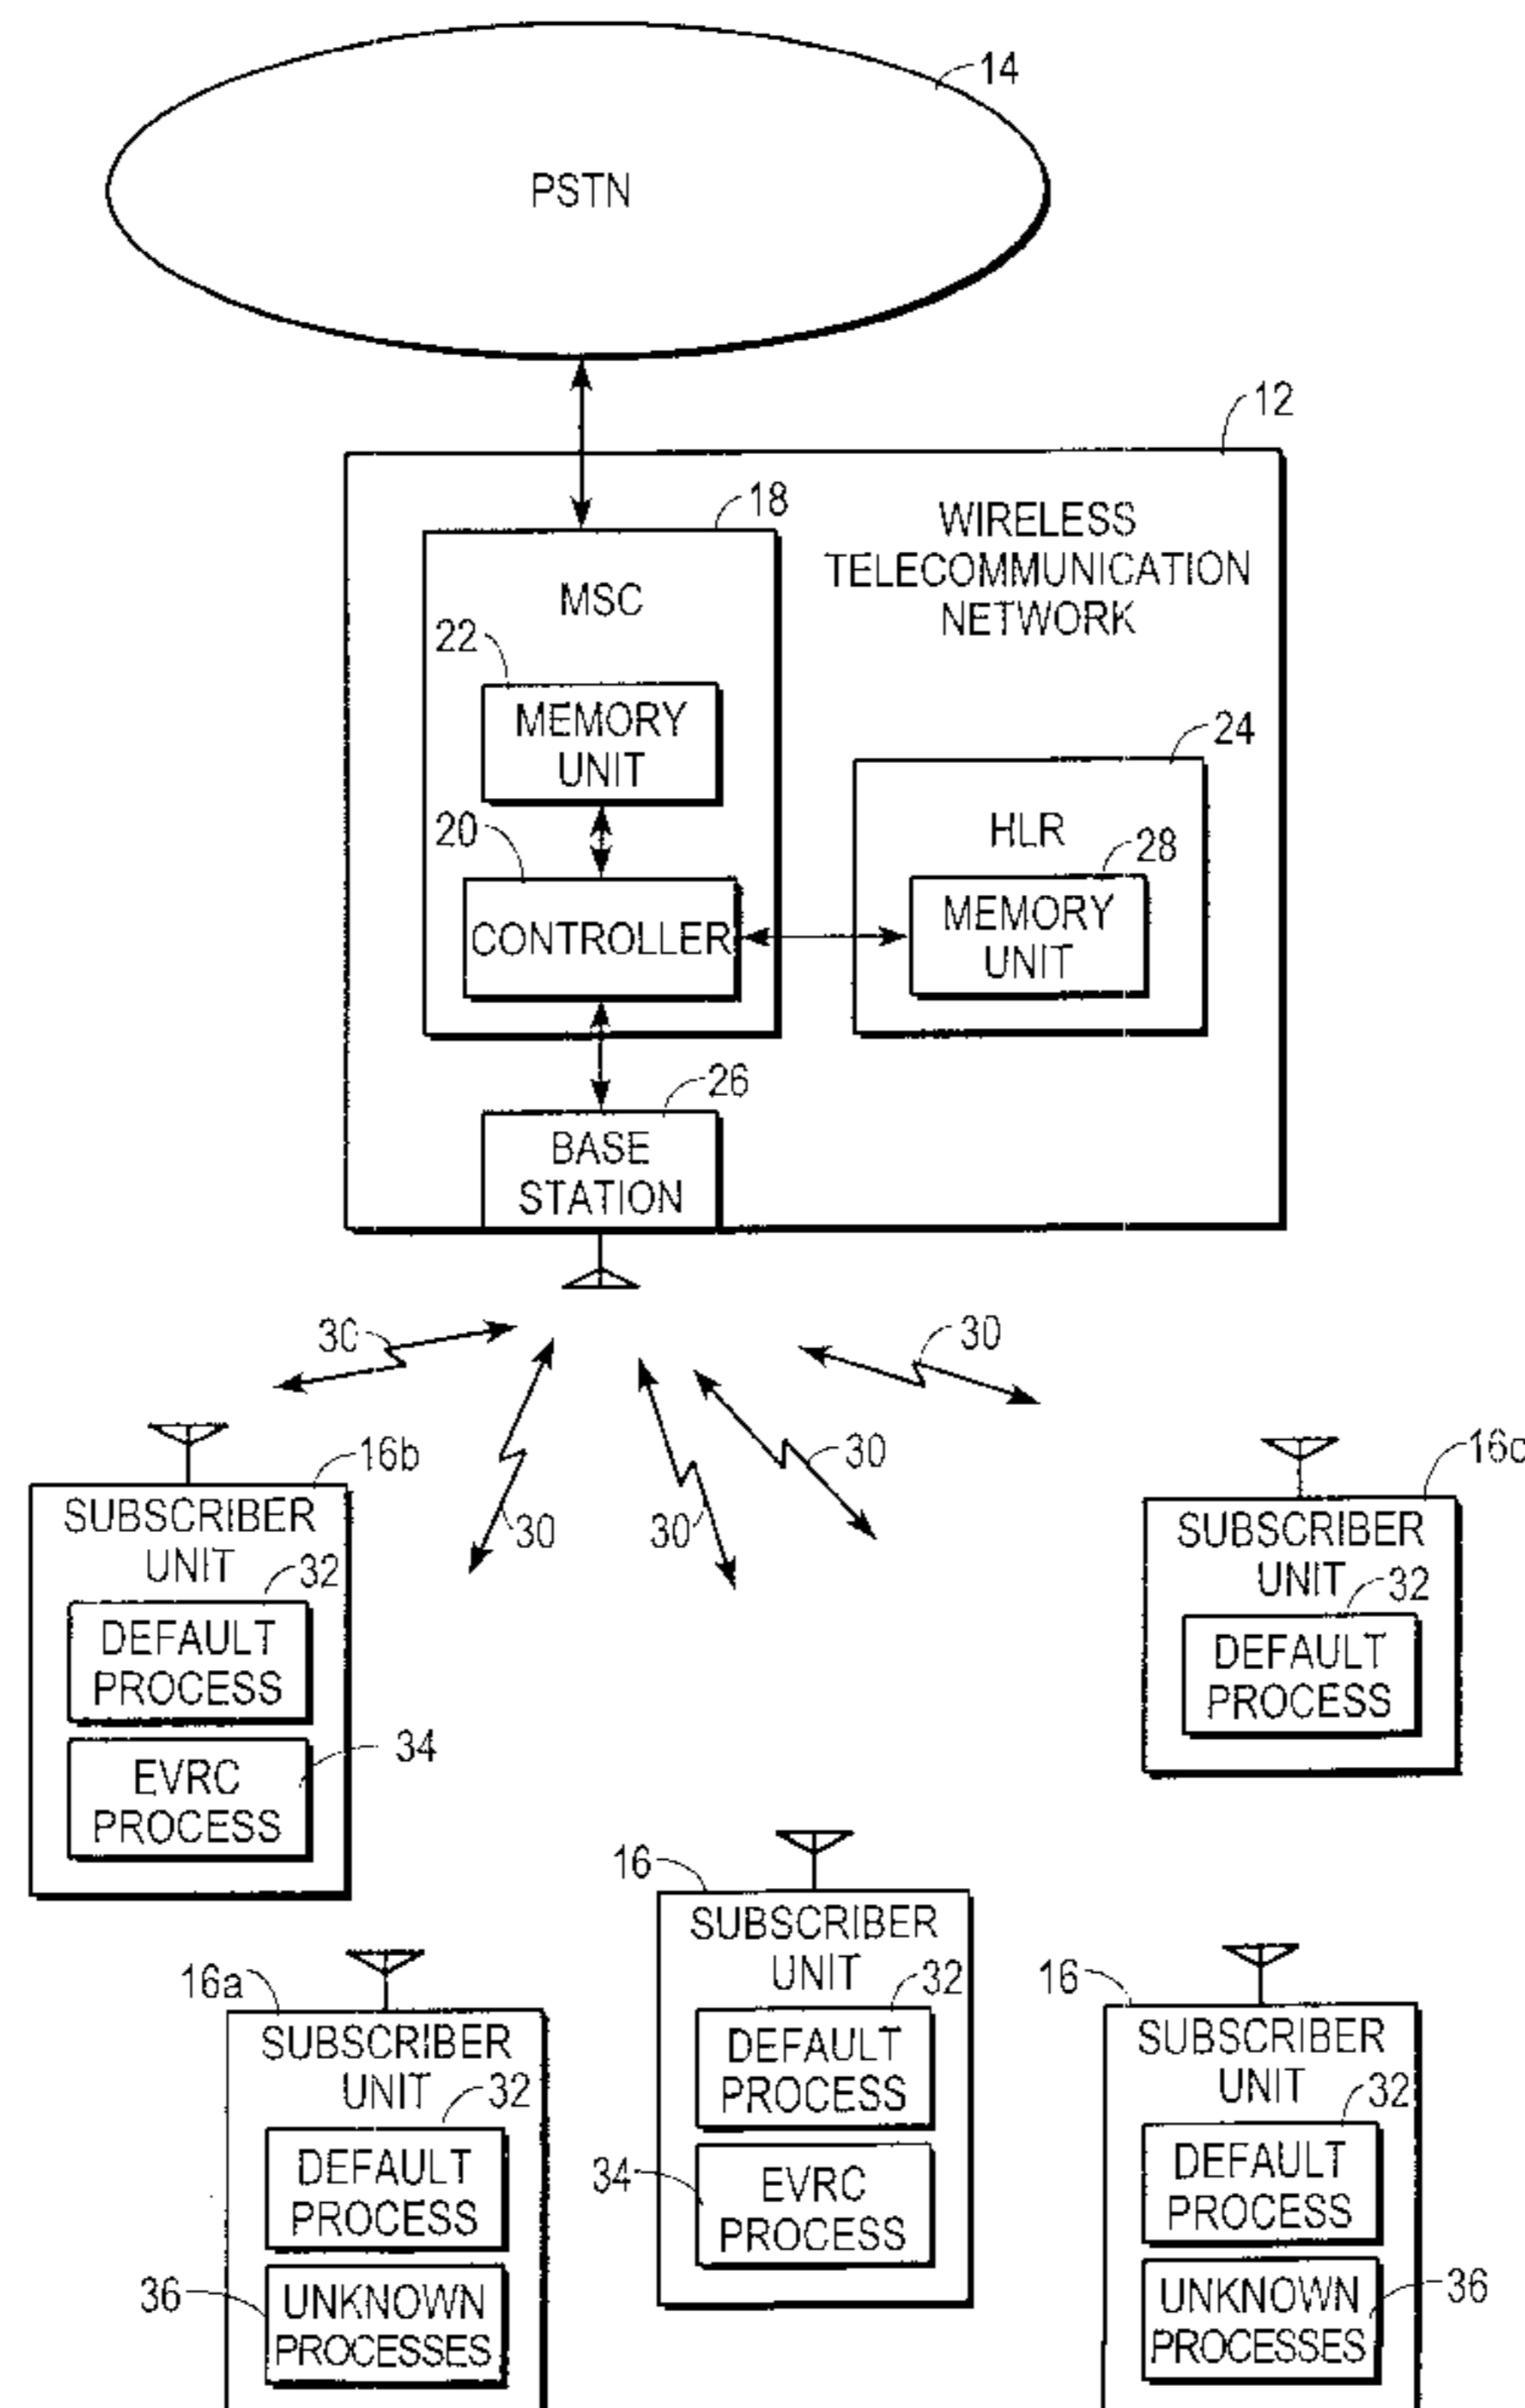 14
PSTN
12
18
WIRELESS
TELECOMMUNICATION
NETWORK
MSC
22
MEMORY
UNIT
24
HLR
20
28
CONTROLLER
MEMORY
UNIT
26
BASE
STATION
30
30
30
30
30
16b
SUBSCRIBER
UNIT
32
DEFAULT
PROCESS
34
EVRC
PROCESS
16c
SUBSCRIBER
UNIT
32
DEFAULT
PROCESS
16a
SUBSCRIBER
UNIT
32
DEFAULT
PROCESS
36
UNKNOWN
PROCESSES
16
SUBSCRIBER
UNIT
32
DEFAULT
PROCESS
34
EVRC
PROCESS
16
SUBSCRIBER
UNIT
32
DEFAULT
PROCESS
36
UNKNOWN
PROCESSES